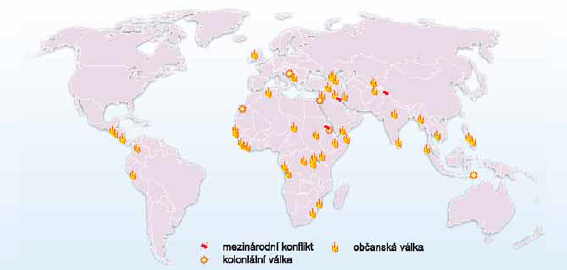 mezinárodní konflikt
občanská válka
koloniální válka